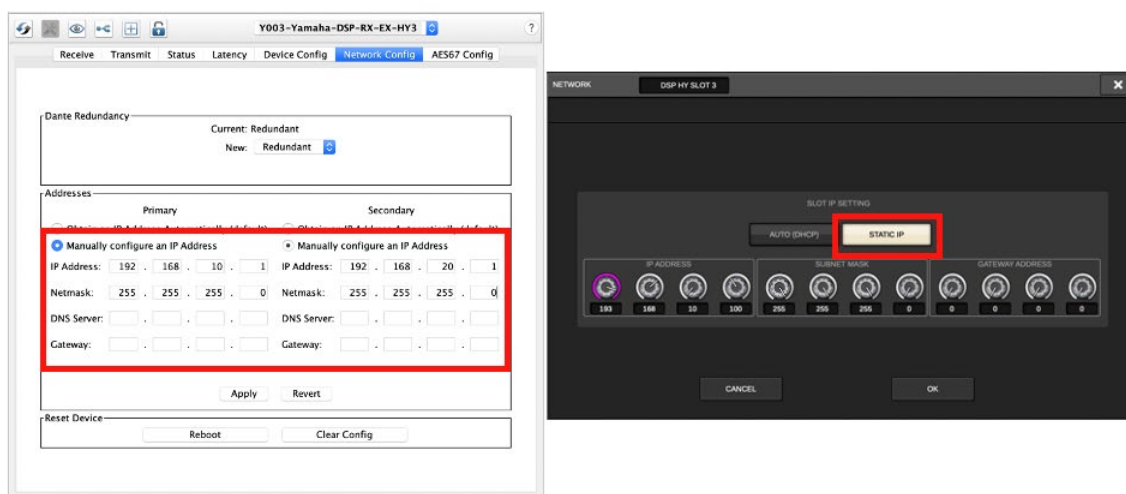 Y003-Yamaha-DSP-RX-EX-HY3
?
Receive Transmit Status Latency Device Config Network Config AES67 Config
Dante Redundancy
Current: Redundant
New: Redundant
Addresses
Primary Secondary
Manually configure an IP Address Manually configure an IP Address
IP Address: 192 . 168 . 10 . 1 IP Address: 192 . 168 . 20 . 1
Netmask: 255 . 255 . 255 . 0 Netmask: 255 . 255 . 255 . 0
DNS Server: . . . DNS Server: . . .
Gateway: . . . Gateway: . . .
Apply Revert
Reset Device
Reboot Clear Config
NETWORK DSP HY SLOT 3
SLOT IP SETTING
AUTO (DHCP) STATIC IP
IP ADDRESS SUBNET MASK GATEWAY ADDRESS
193 168 10 100 255 255 255 0 0 0 0 0
CANCEL OK